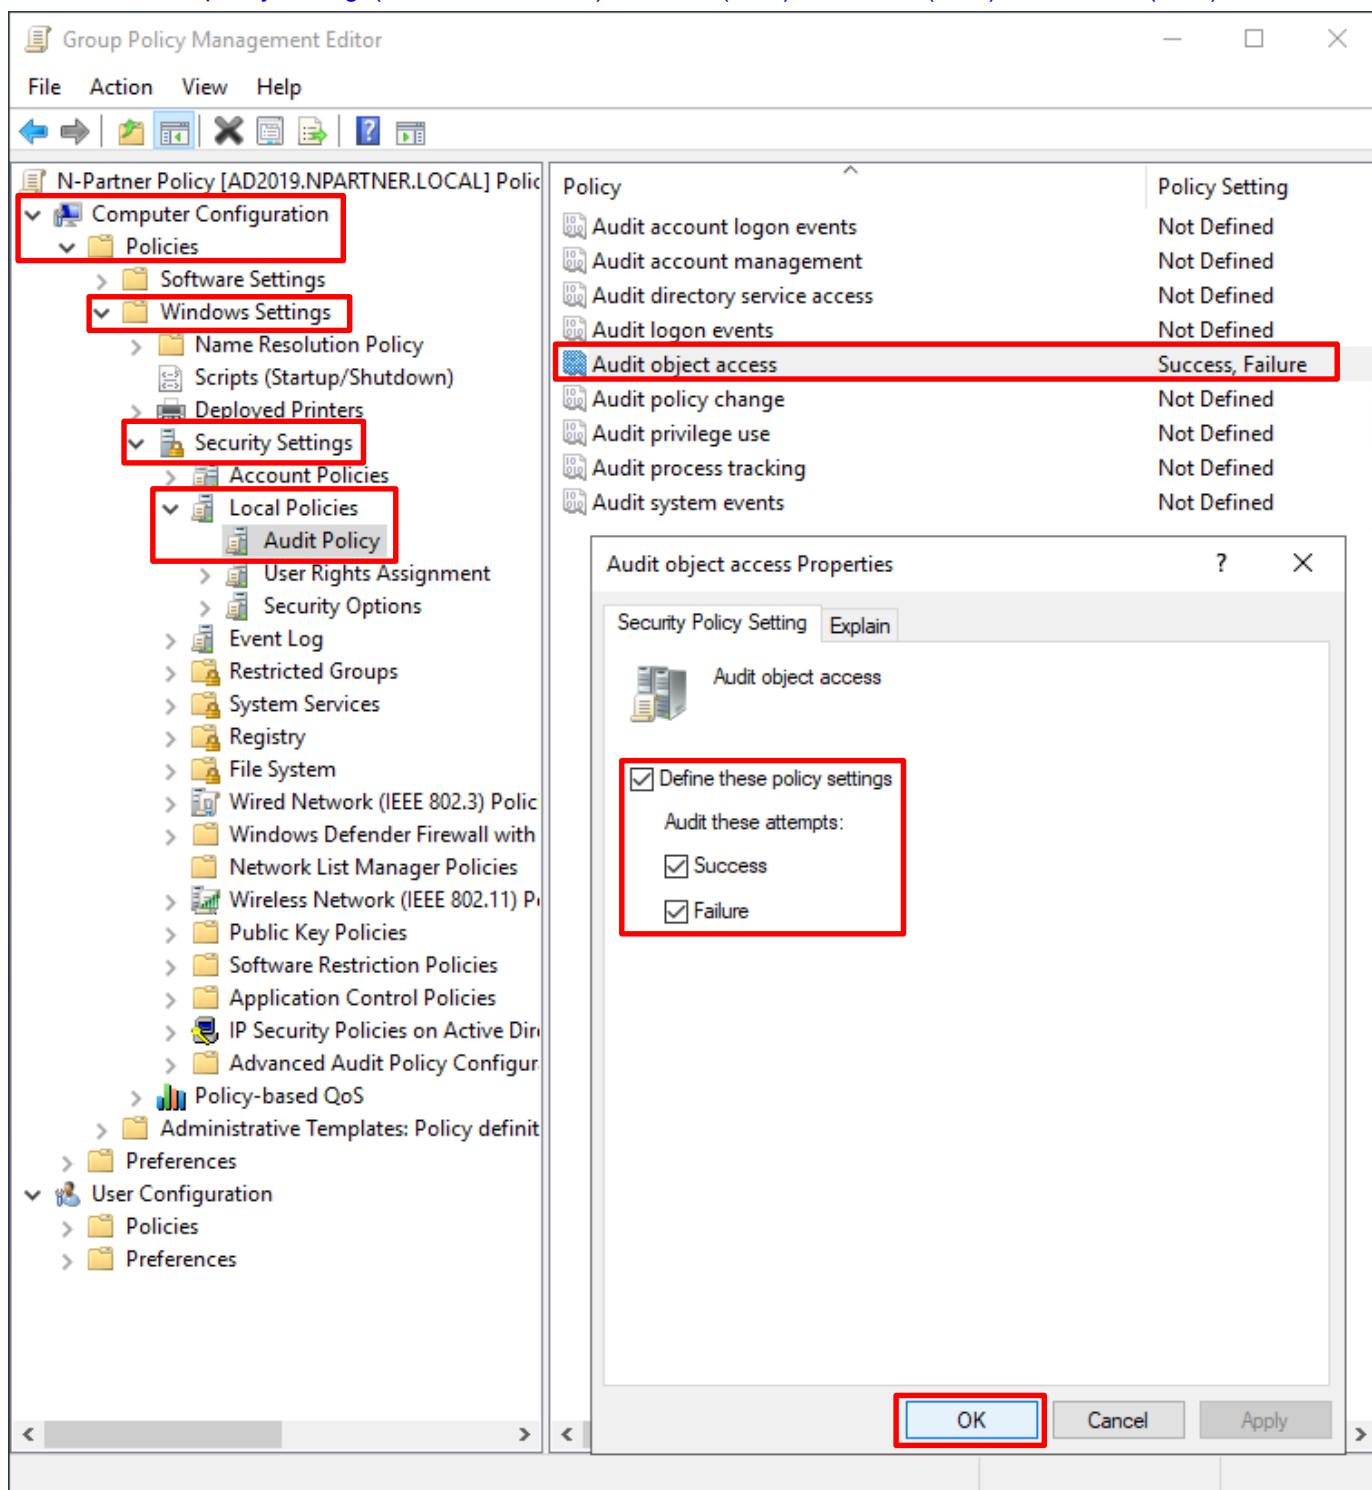 Group Policy Management Editor
File Action View Help
N-Partner Policy [AD2019.NPARTNER.LOCAL] Polic
Computer Configuration
Policies
Software Settings
Windows Settings
Name Resolution Policy
Scripts (Startup/Shutdown)
Deployed Printers
Security Settings
Account Policies
Local Policies
Audit Policy
User Rights Assignment
Security Options
Event Log
Restricted Groups
System Services
Registry
File System
Wired Network (IEEE 802.3) Polic
Windows Defender Firewall with
Network List Manager Policies
Wireless Network (IEEE 802.11) P
Public Key Policies
Software Restriction Policies
Application Control Policies
IP Security Policies on Active Dir
Advanced Audit Policy Configur
Policy-based QoS
Administrative Templates: Policy definit
Preferences
User Configuration
Policies
Preferences
Policy Policy Setting
Audit account logon events Not Defined
Audit account management Not Defined
Audit directory service access Not Defined
Audit logon events Not Defined
Audit object access Success, Failure
Audit policy change Not Defined
Audit privilege use Not Defined
Audit process tracking Not Defined
Audit system events Not Defined
Audit object access Properties ?
Security Policy Setting Explain
Audit object access
Define these policy settings
Audit these attempts:
Success
Failure
OK Cancel Apply